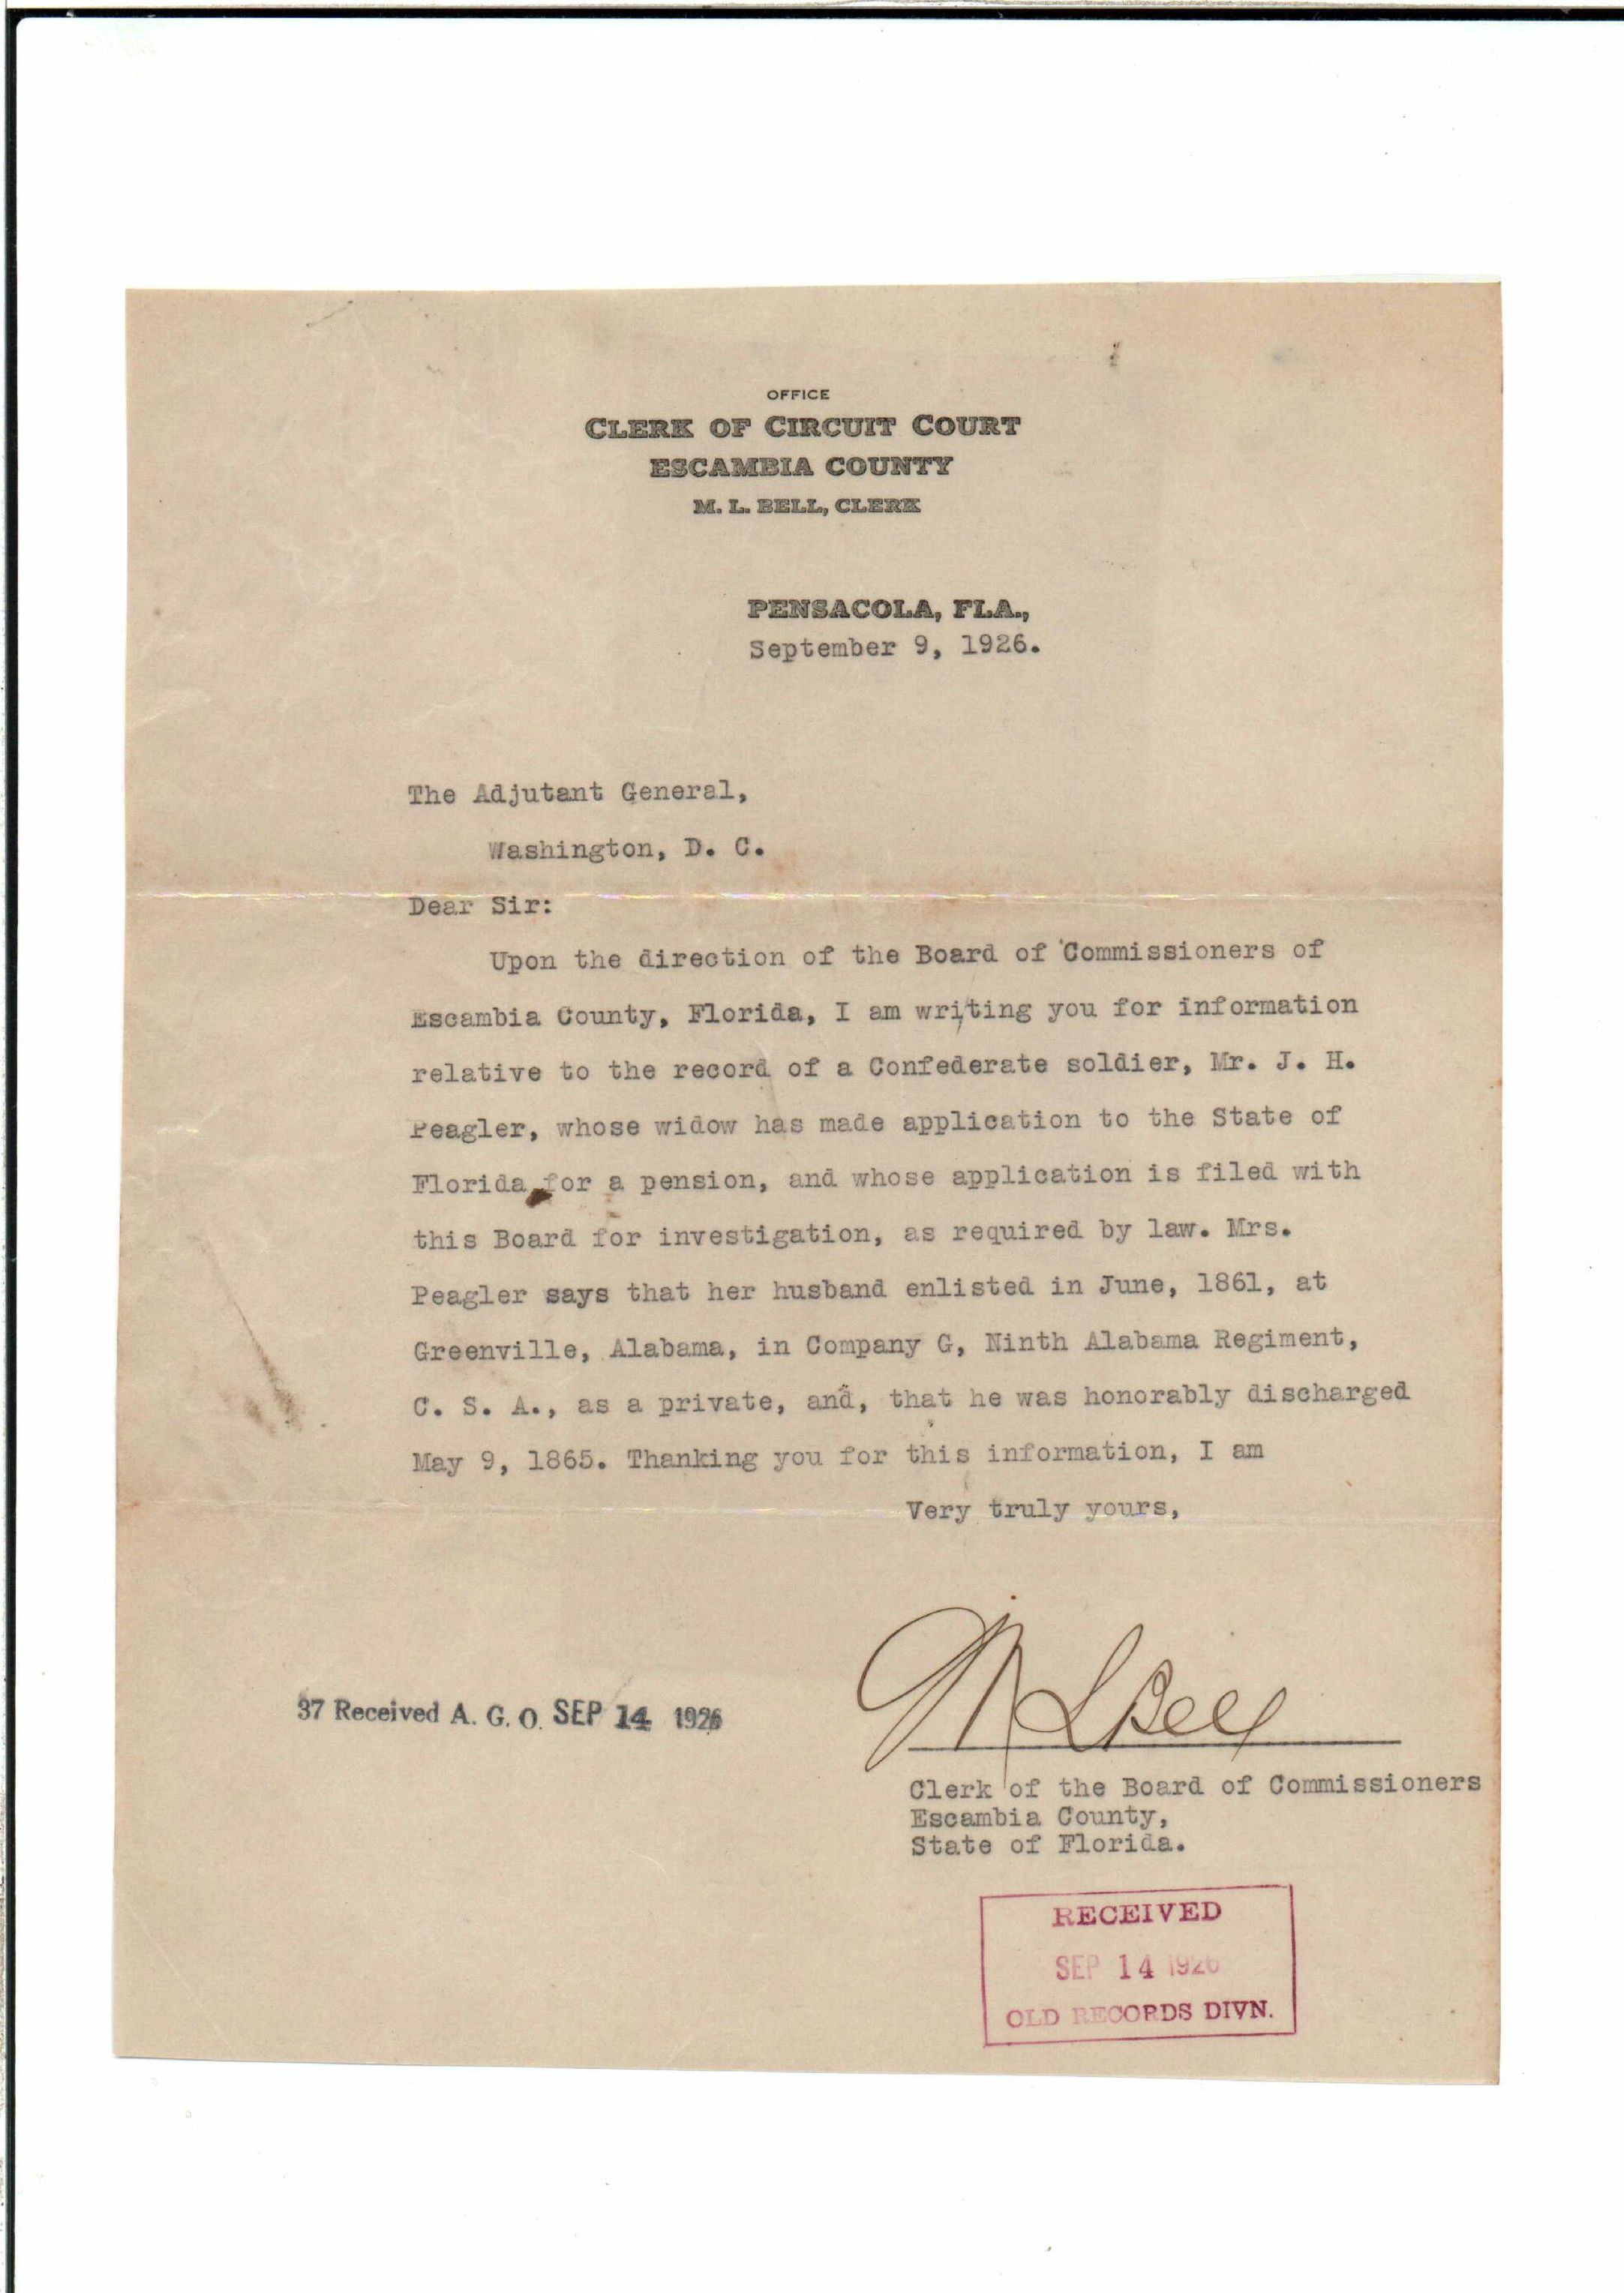 OFFICE
CLERK OF CIRCUIT COURT
ESCAMBIA COUNTY
M. L. BELL, CLERK
PENSACOLA, FLA.,
September 9, 1926.
The Adjutant General,
Washington, D. C.
Dear Sir:
Upon the direction of the Board of Commissioners of
Escambia County, Florida, I am writing you for information
relative to the record of a Confederate soldier, Mr. J. H.
Peagler, whose widow has made application to the State of
Florida for a pension, and whose application is filed with
this Board for investigation, as required by law. Mrs.
Peagler says that her husband enlisted in June, 1861, at
Greenville, Alabama, in Company G, Ninth Alabama Regiment,
C. S. A., as a private, and, that he was honorably discharged
May 9, 1865. Thanking you for this information, I am
Very truly yours,
M L Bell
37 Received A. G. O. SEP 14 1926
Clerk of the Board of Commissioners
Escambia County,
State of Florida.
RECEIVED
SEP 14 1926
OLD RECORDS DIVN.